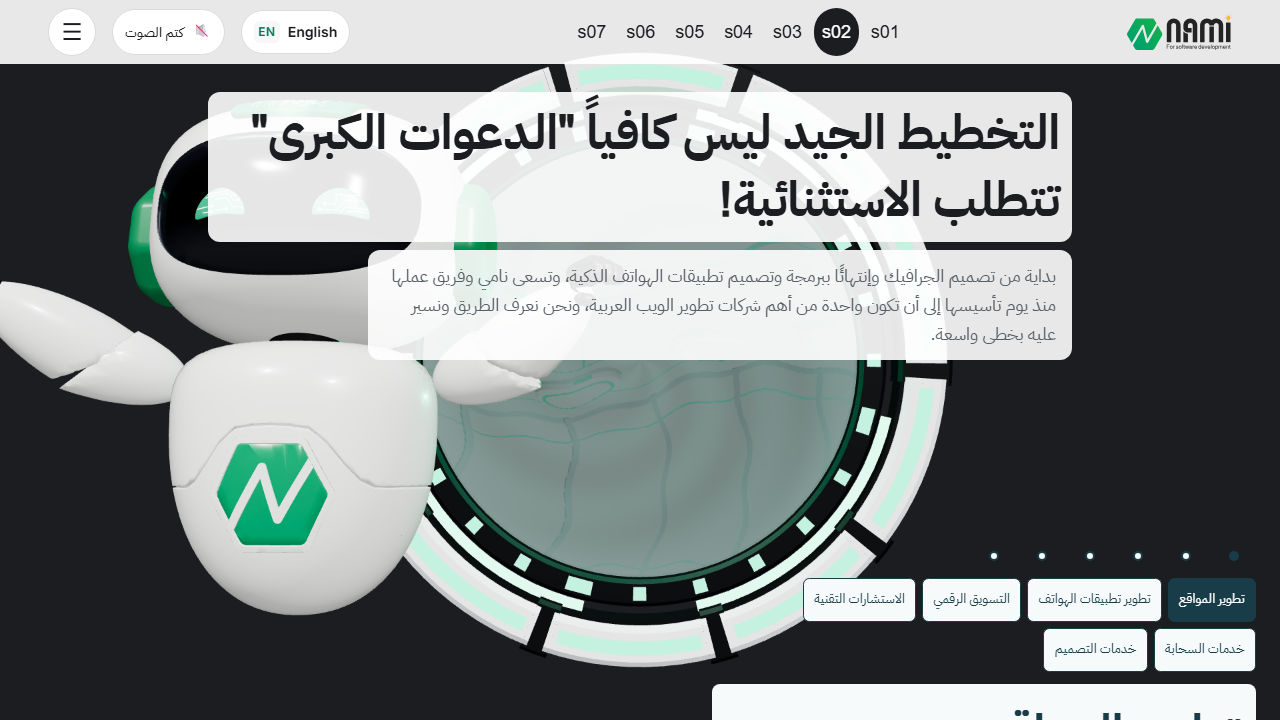 nami
For software development
s01
s02
s03
s04
s05
s06
s07
English
EN
كتم الصوت
التخطيط الجيد ليس كافياً "الدعوات الكبرى"
تتطلب الاستثنائية!
بداية من تصميم الجرافيك وإنتهائًا ببرمجة وتصميم تطبيقات الهواتف الذكية، وتسعى نامي وفريق عملها
منذ يوم تأسيسها إلى أن تكون واحدة من أهم شركات تطوير الويب العربية، ونحن نعرف الطريق ونسير
عليه بخطى واسعة.
تطوير المواقع
تطوير تطبيقات الهواتف
التسويق الرقمي
الاستشارات التقنية
خدمات السحابة
خدمات التصميم